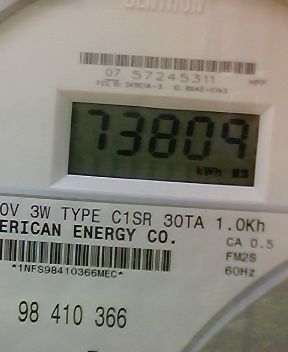 CENTRON
07 57245311
73809
kWh
0V 3W TYPE C1SR 30TA 1.0Kh
ERICAN ENERGY CO.
CA 0.5
FM2S
60Hz
*1NFS98410366MEC*
98 410 366